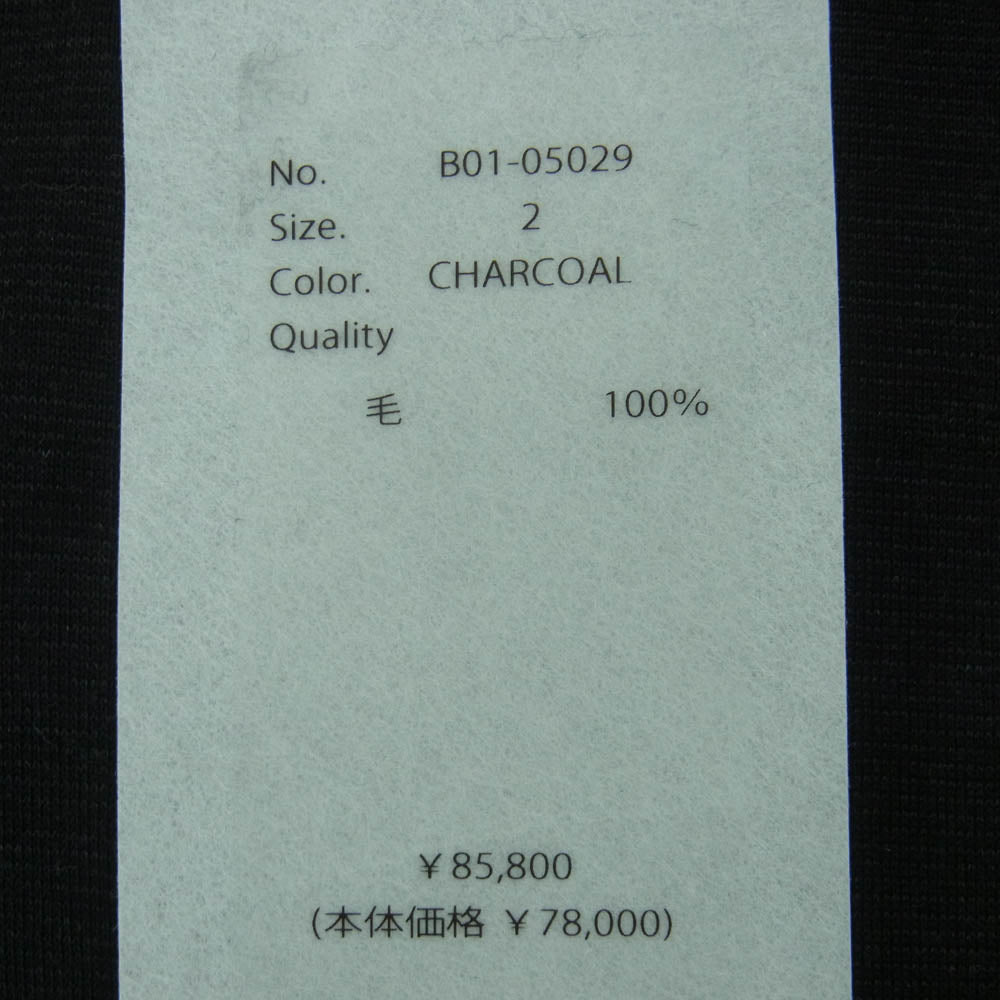 No. B01-05029
Size. 2
Color. CHARCOAL
Quality
毛 100%
¥85,800
(本体価格 ¥78,000)